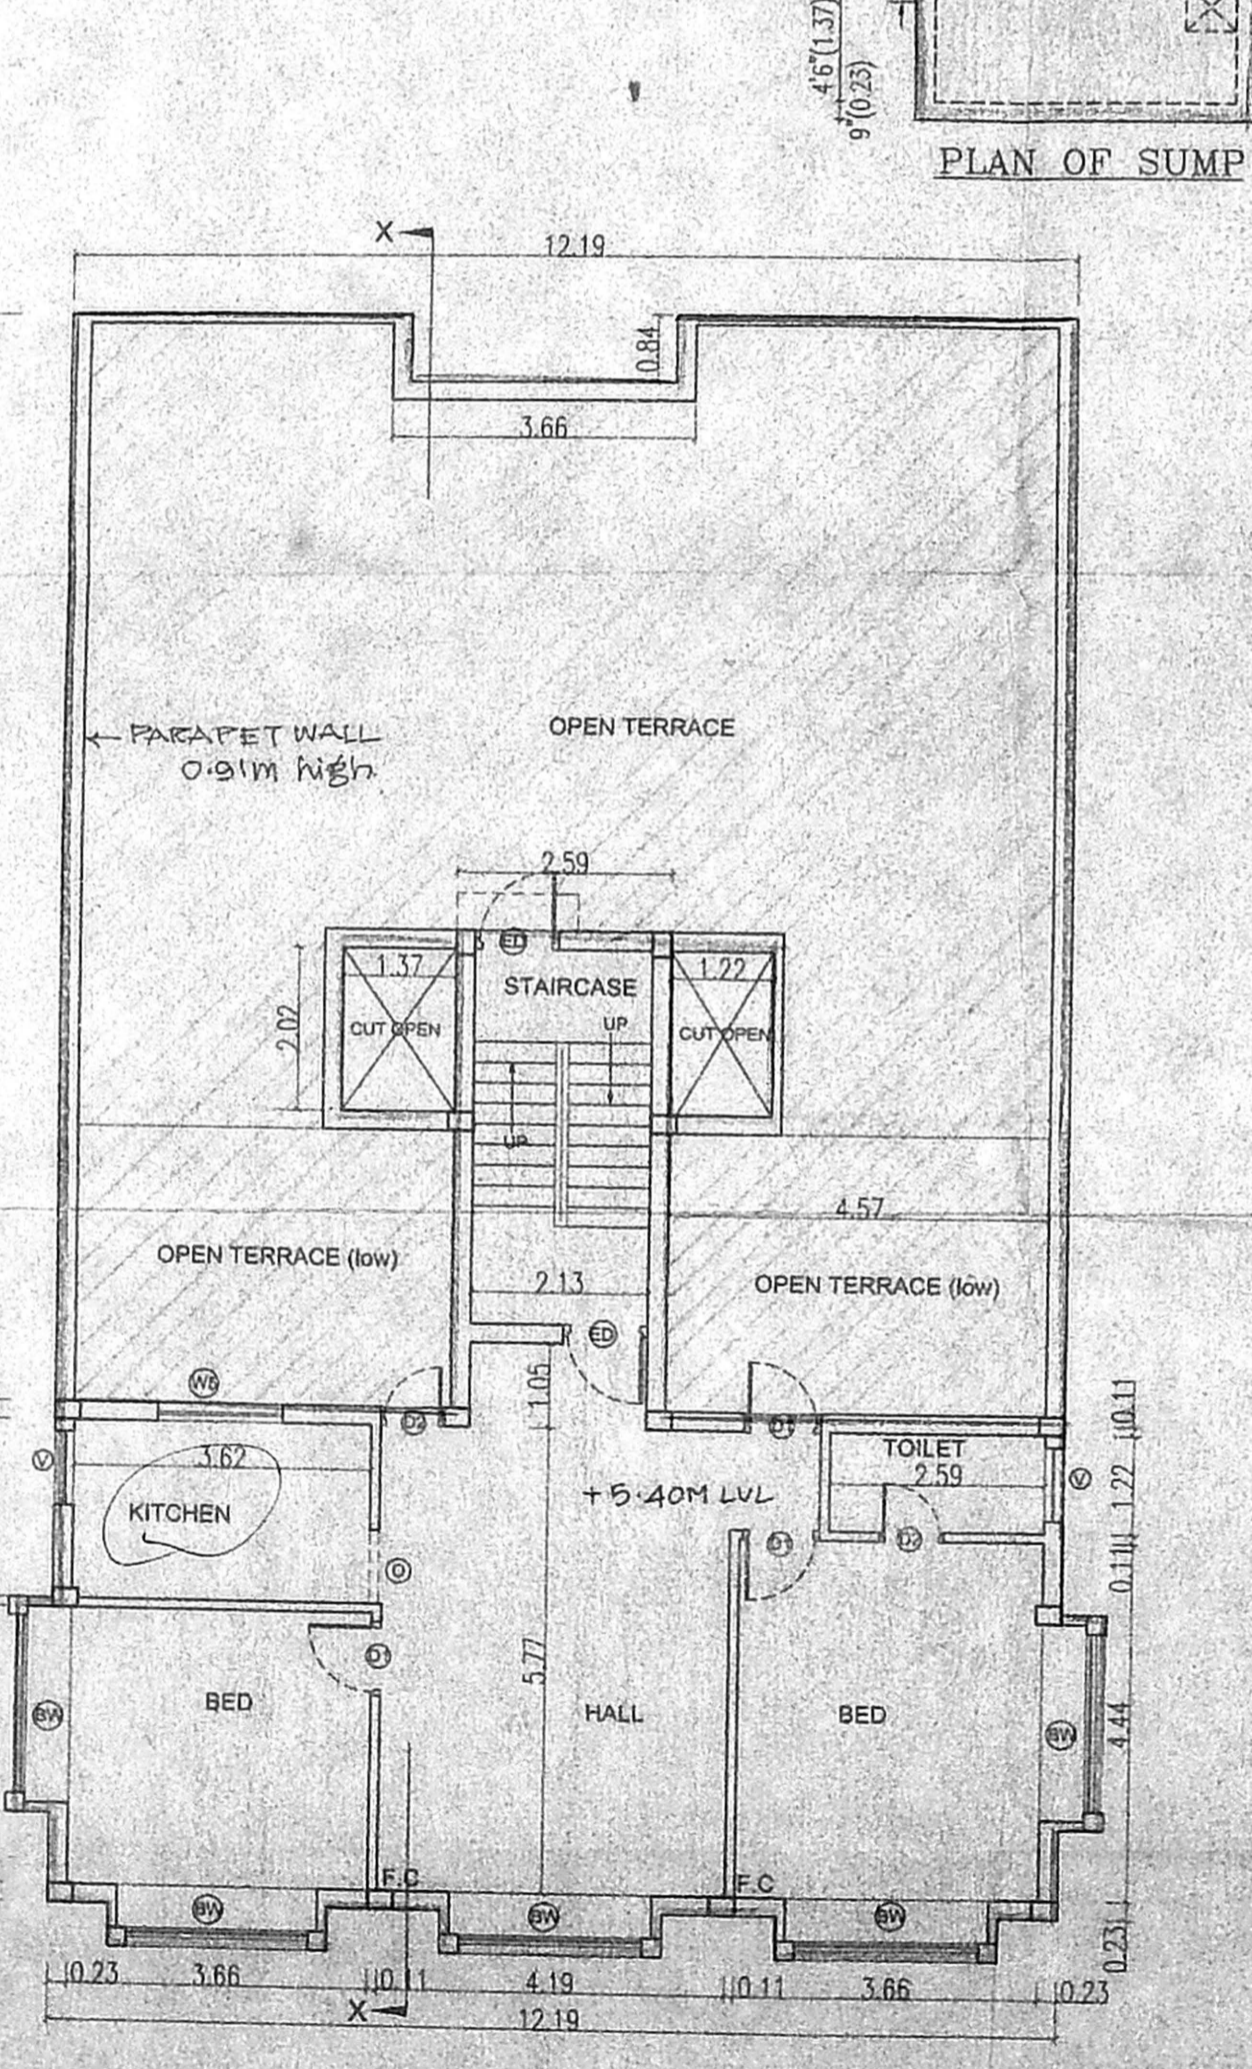 4'6"(1.37)
9"(0.23)
PLAN OF SUMP
X
12.19
0.84
3.66
PARAPET WALL
0.91m high
OPEN TERRACE
2.59
ED
1.37
STAIRCASE
1.22
2.02
CUT OPEN
UP
CUT OPEN
UP
4.57
OPEN TERRACE (low)
2.13
OPEN TERRACE (low)
ED
1.05
W5
D2
D1
0.11
TOILET
3.62
2.59
V
V
KITCHEN
+5.40M LVL
1.22
D1
D2
O
0.11
5.77
D1
BED
HALL
BED
BW
BW
4.44
F.C
F.C
BW
BW
BW
0.23
0.23
3.66
0.11
4.19
0.11
3.66
0.23
X
12.19